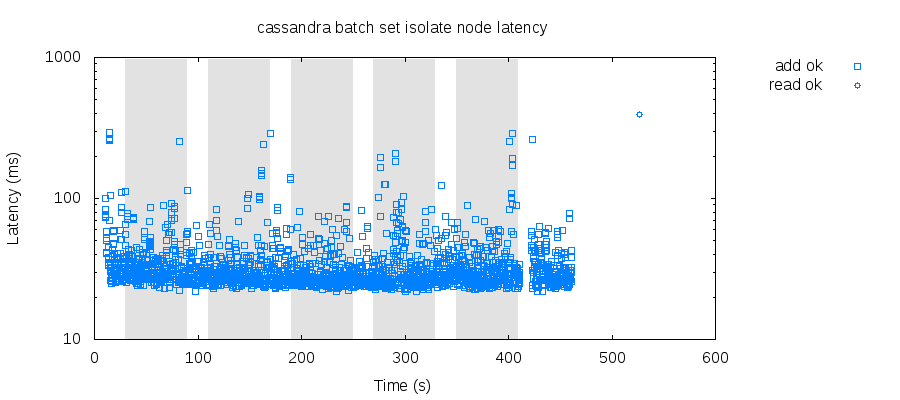 cassandra batch set isolate node latency
1000
100
10
Latency (ms)
0 100 200 300 400 500 600
Time (s)
add ok
read ok